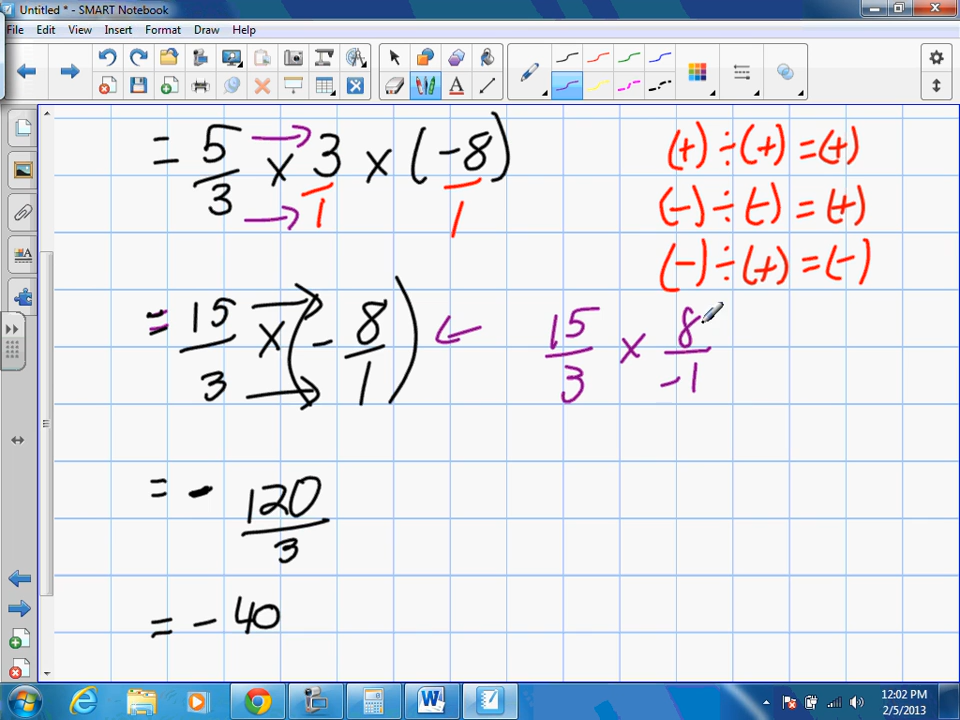 Untitled * - SMART Notebook
File Edit View Insert Format Draw Help
= 5/3 × 3/1 × (-8)/1
(+) ÷ (+) = (+)
(-) ÷ (-) = (+)
(-) ÷ (+) = (-)
= 15/3 × (- 8/1) ← 15/3 × 8/-1
= - 120/3
= - 40
12:02 PM
2/5/2013